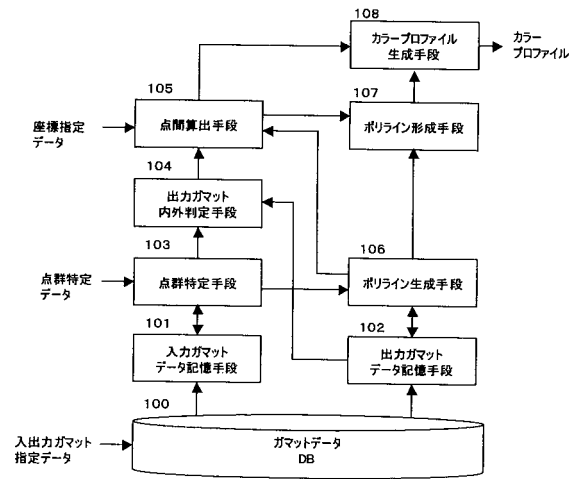 108
カラープロファイル
生成手段
カラー
プロファイル
105
107
座標指定
データ
点間算出手段
ポリライン形成手段
104
出力ガマット
内外判定手段
103
106
点群特定
データ
点群特定手段
ポリライン生成手段
101
102
入力ガマット
データ記憶手段
出力ガマット
データ記憶手段
100
入出力ガマット
指定データ
ガマットデータ
DB